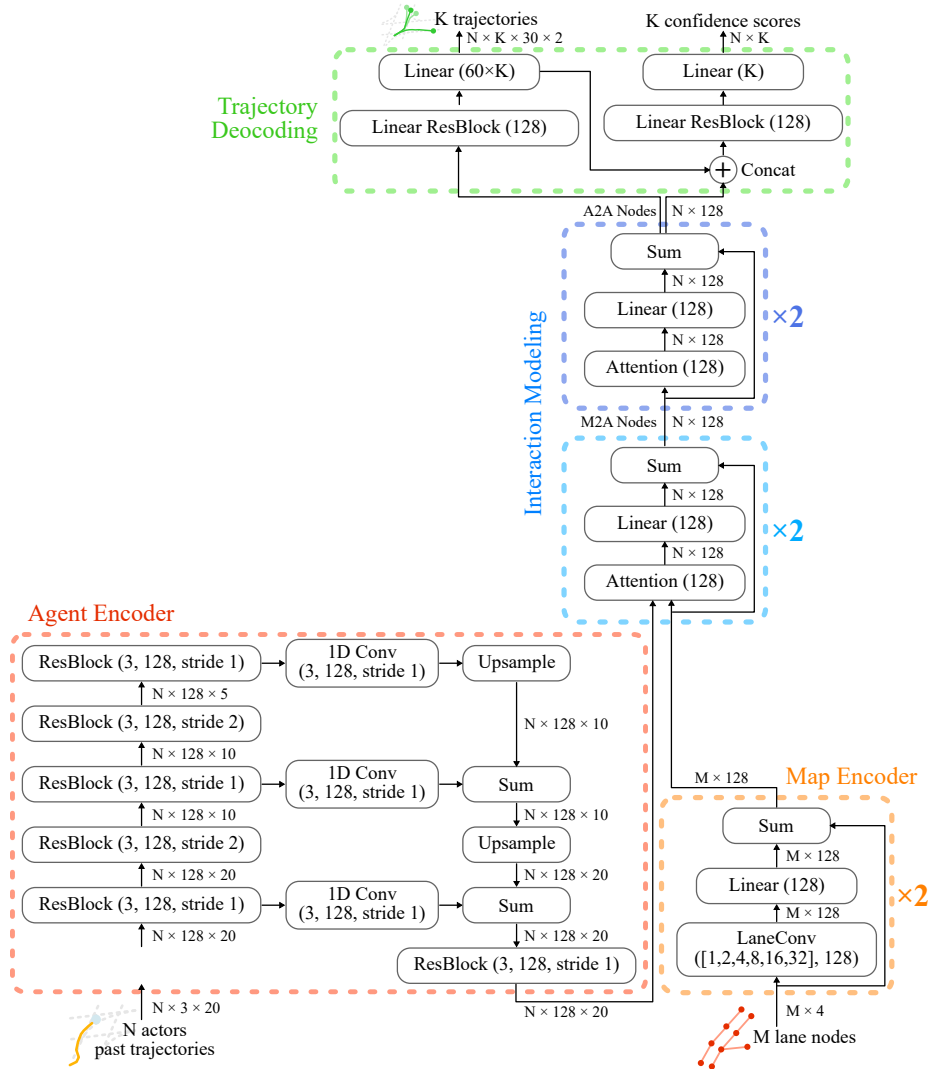 K trajectories
N × K × 30 × 2
K confidence scores
N × K
Linear (60×K)
Linear (K)
Trajectory
Deocoding
Linear ResBlock (128)
Linear ResBlock (128)
+
Concat
A2A Nodes
N × 128
Sum
N × 128
Linear (128)
×2
N × 128
Attention (128)
Interaction Modeling
M2A Nodes
N × 128
Sum
N × 128
Linear (128)
×2
N × 128
Attention (128)
Agent Encoder
ResBlock (3, 128, stride 1)
1D Conv
(3, 128, stride 1)
Upsample
N × 128 × 5
ResBlock (3, 128, stride 2)
N × 128 × 10
N × 128 × 10
ResBlock (3, 128, stride 1)
1D Conv
(3, 128, stride 1)
Sum
N × 128 × 10
N × 128 × 10
ResBlock (3, 128, stride 2)
Upsample
N × 128 × 20
N × 128 × 20
ResBlock (3, 128, stride 1)
1D Conv
(3, 128, stride 1)
Sum
N × 128 × 20
N × 128 × 20
ResBlock (3, 128, stride 1)
N × 128 × 20
N × 3 × 20
N actors
past trajectories
M × 128
Map Encoder
Sum
M × 128
Linear (128)
×2
M × 128
LaneConv
([1,2,4,8,16,32], 128)
M × 4
M lane nodes